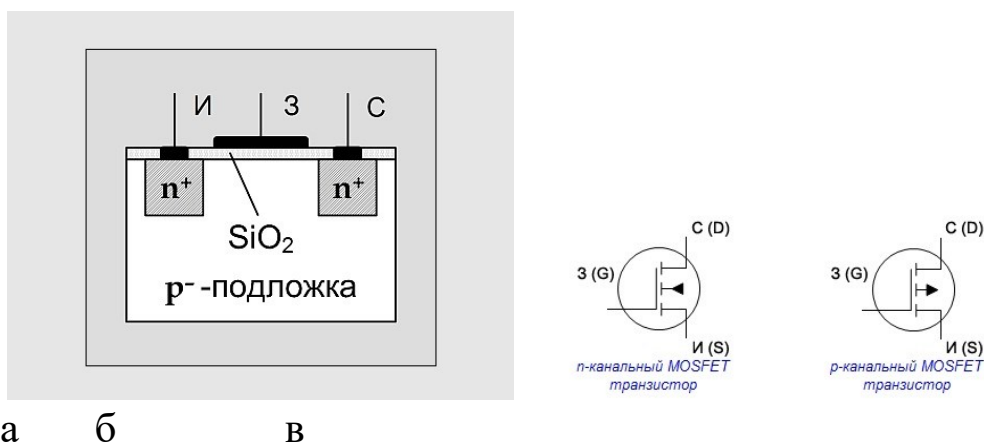 И З С
n⁺ n⁺
SiO₂
p⁻ -подложка
С (D)
З (G)
И (S)
n-канальный MOSFET
транзистор
С (D)
З (G)
И (S)
p-канальный MOSFET
транзистор
а б в